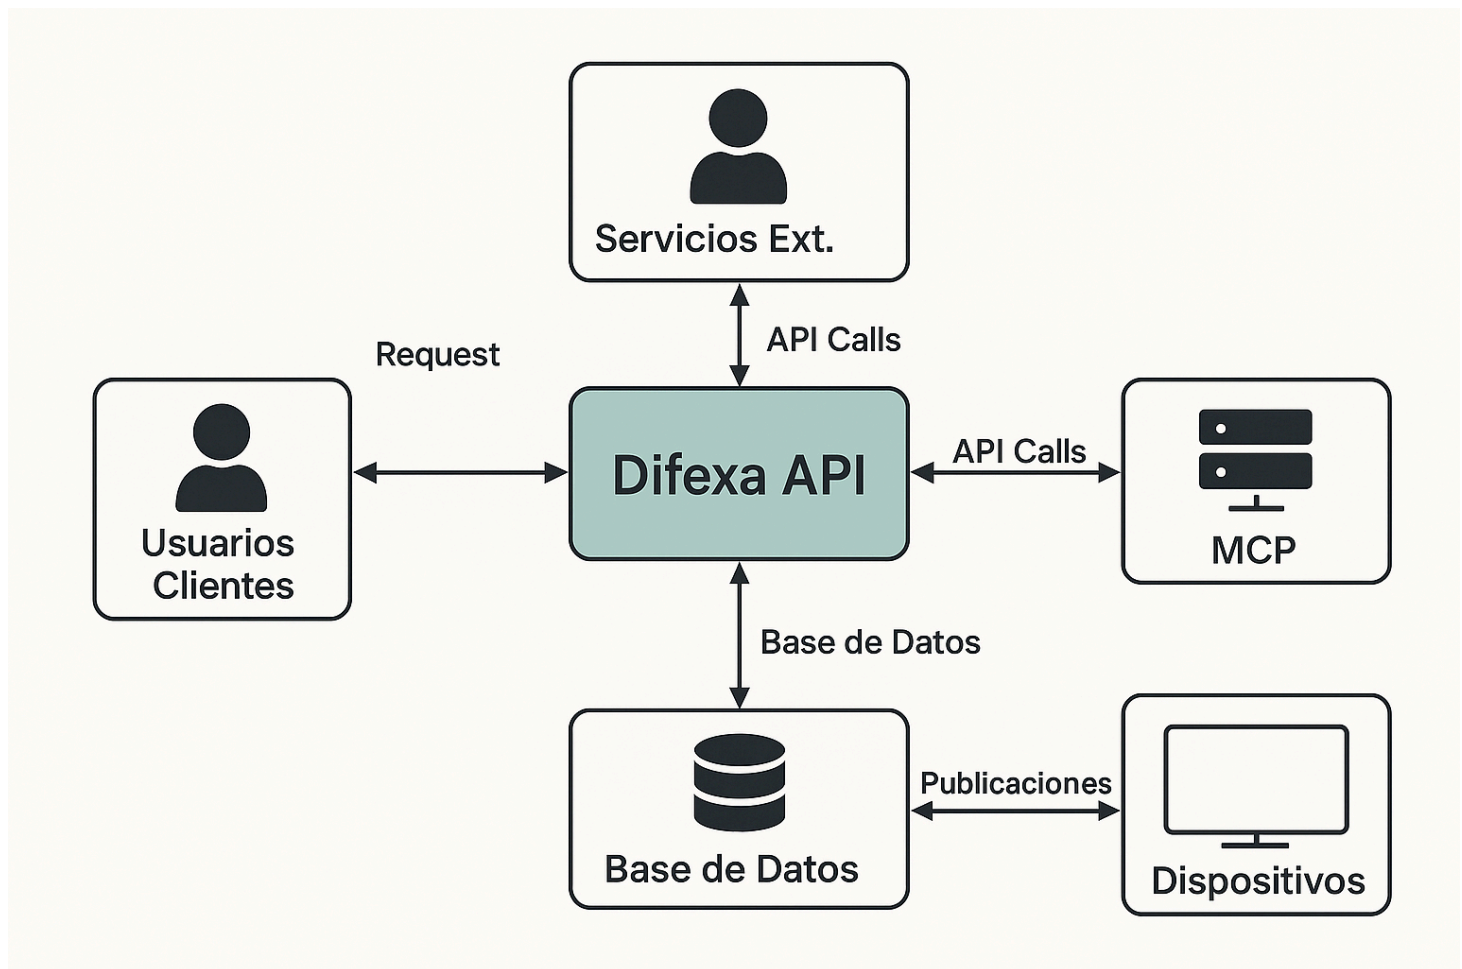 Servicios Ext.
API Calls
Request
Usuarios
Clientes
Difexa API
API Calls
MCP
Base de Datos
Base de Datos
Publicaciones
Dispositivos